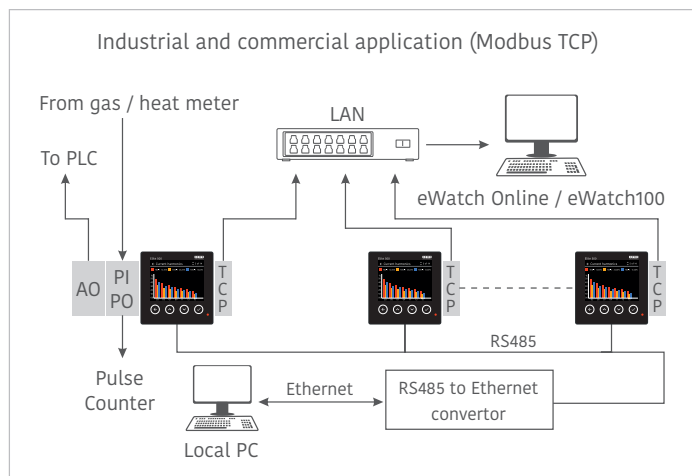 Industrial and commercial application (Modbus TCP)
From gas / heat meter
LAN
To PLC
eWatch Online / eWatch100
AO
PI
PO
T
C
P
T
C
P
T
C
P
RS485
Pulse
Counter
Ethernet
RS485 to Ethernet
convertor
Local PC